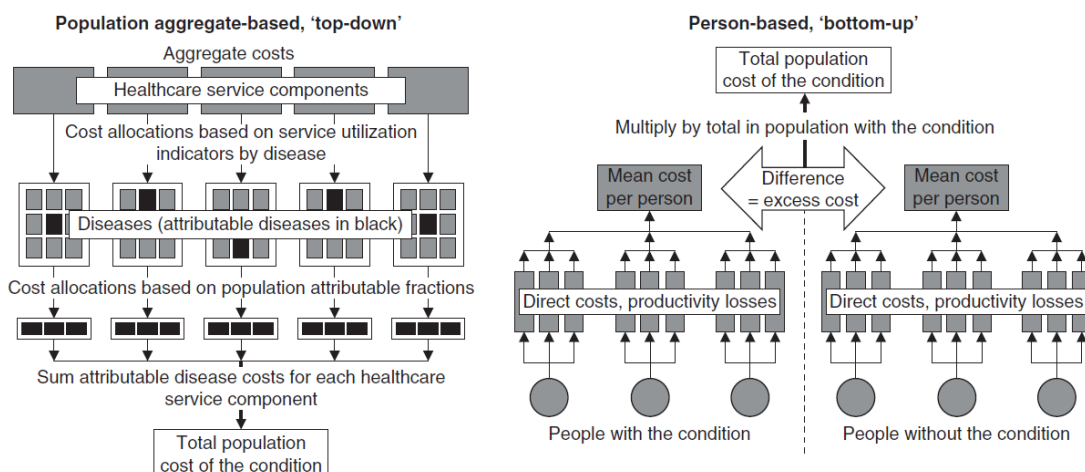 Population aggregate-based, ‘top-down’
Aggregate costs
Healthcare service components
Cost allocations based on service utilization
indicators by disease
Diseases (attributable diseases in black)
Cost allocations based on population attributable fractions
Sum attributable disease costs for each healthcare
service component
Total population
cost of the condition
Person-based, ‘bottom-up’
Total population
cost of the condition
Multiply by total in population with the condition
Mean cost
per person
Difference
= excess cost
Mean cost
per person
Direct costs, productivity losses
Direct costs, productivity losses
People with the condition
People without the condition